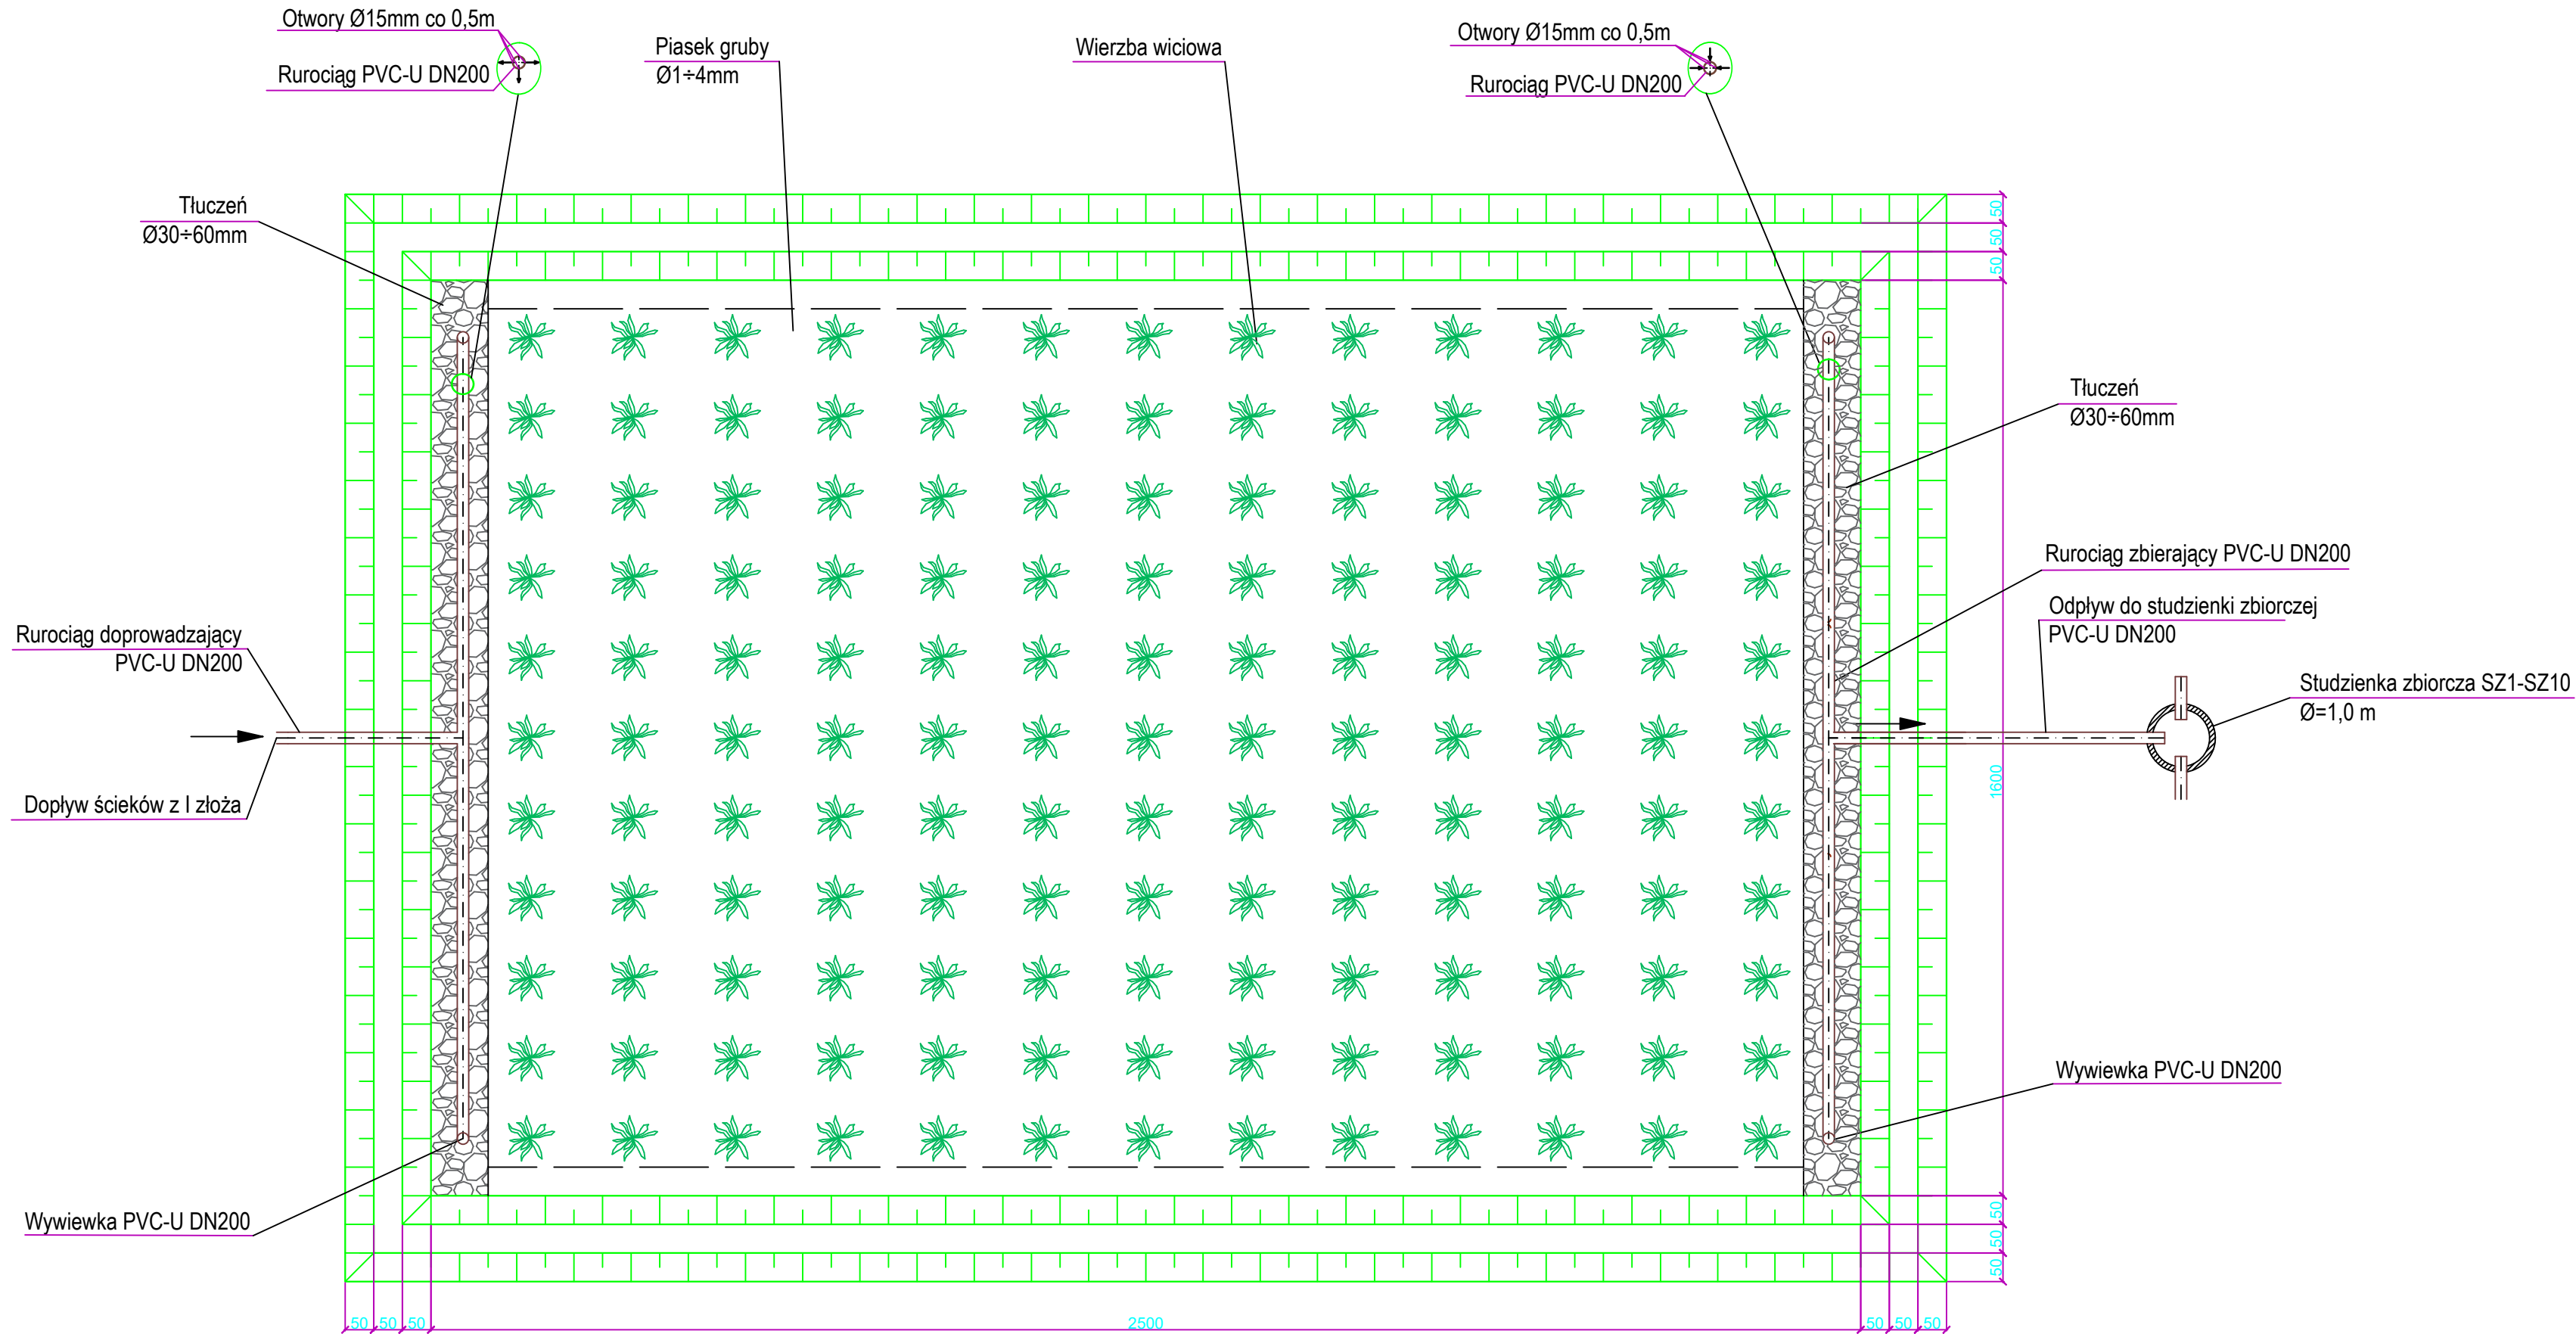 Otwory Ø15mm co 0,5m
Rurociąg PVC-U DN200
Piasek gruby
Ø1÷4mm
Wierzba wiciowa
Otwory Ø15mm co 0,5m
Rurociąg PVC-U DN200
Tłuczeń
Ø30÷60mm
50
50
50
Tłuczeń
Ø30÷60mm
Rurociąg zbierający PVC-U DN200
Odpływ do studzienki zbiorczej
PVC-U DN200
Rurociąg doprowadzający
PVC-U DN200
Studzienka zbiorcza SZ1-SZ10
Ø=1,0 m
Dopływ ścieków z I złoża
1600
Wywiewka PVC-U DN200
Wywiewka PVC-U DN200
50
50
50
50 50 50 2500 50 50 50